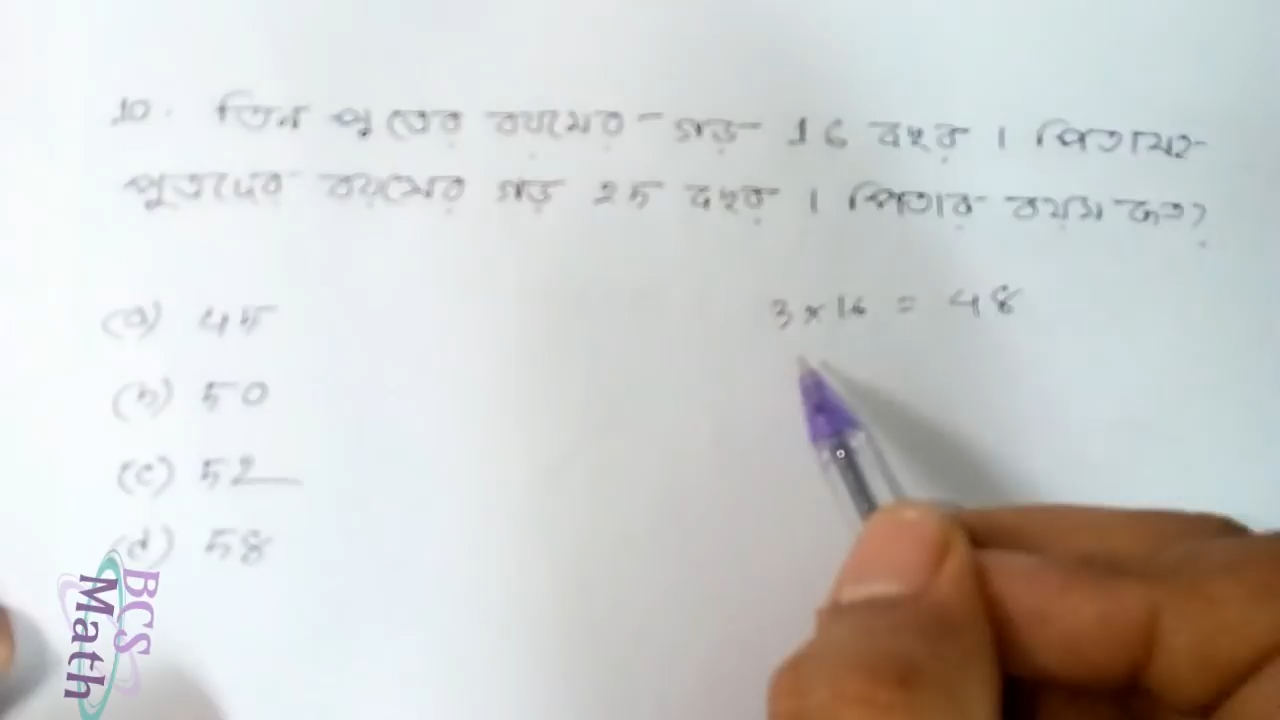 10. তিন পুত্রের বয়সের গড় 16 বছর । পিতাসহ
পুত্রদের বয়সের গড় 25 বছর । পিতার বয়স কত?
3 x 16 = 48
(a) 45
(b) 50
(c) 52
(d) 58
BCS
Math